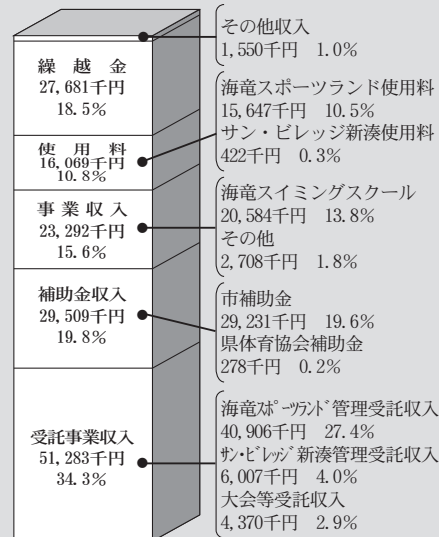 その他収入
1,550千円 1.0%
繰越金
27,681千円
18.5%
海竜スポーツランド使用料
15,647千円 10.5%
サン・ビレッジ新湊使用料
422千円 0.3%
使用料
16,069千円
10.8%
海竜スイミングスクール
20,584千円 13.8%
その他
2,708千円 1.8%
事業収入
23,292千円
15.6%
市補助金
29,231千円 19.6%
県体育協会補助金
278千円 0.2%
補助金収入
29,509千円
19.8%
海竜スポーツランド管理受託収入
40,906千円 27.4%
サン・ビレッジ新湊管理受託収入
6,007千円 4.0%
大会等受託収入
4,370千円 2.9%
受託事業収入
51,283千円
34.3%